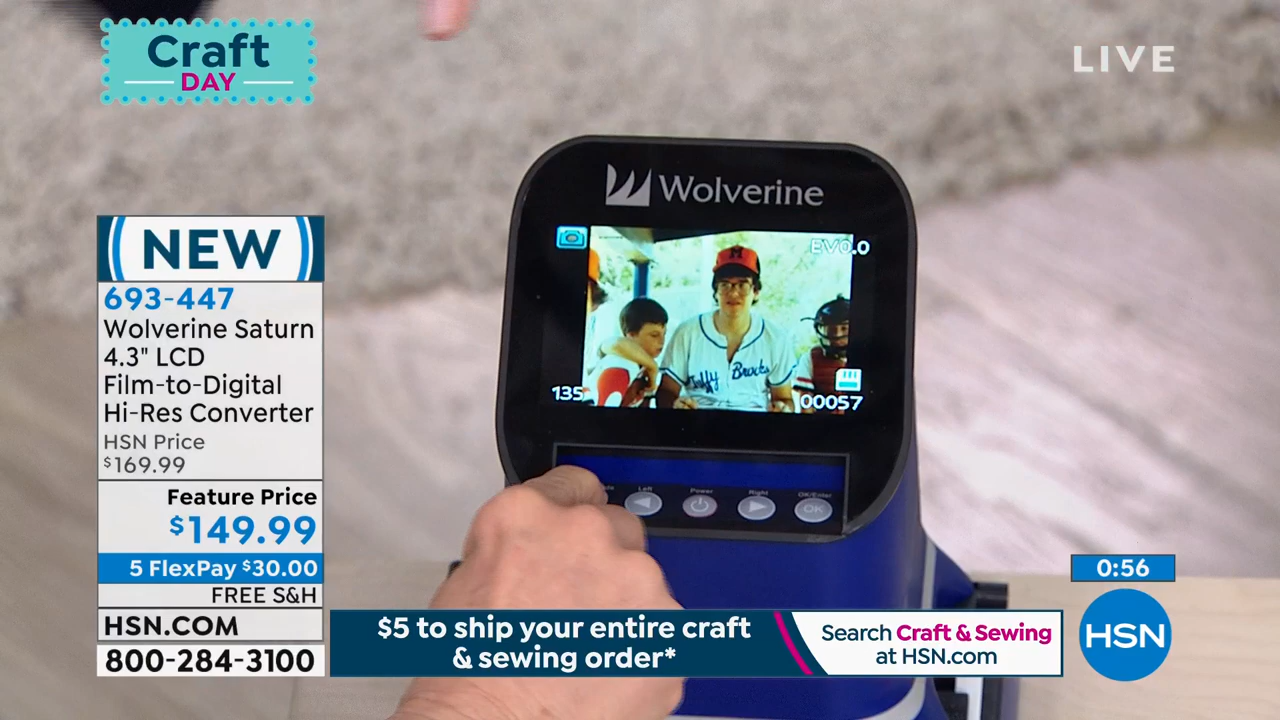 Craft
DAY
LIVE
NEW
693-447
Wolverine Saturn
4.3" LCD
Film-to-Digital
Hi-Res Converter
HSN Price
$169.99
Feature Price
$149.99
5 FlexPay $30.00
FREE S&H
HSN.COM
800-284-3100
Wolverine
EV0.0
H
135
00057
Left
Power
Right
OK/Enter
OK
$5 to ship your entire craft
& sewing order*
Search Craft & Sewing
at HSN.com
0:56
HSN